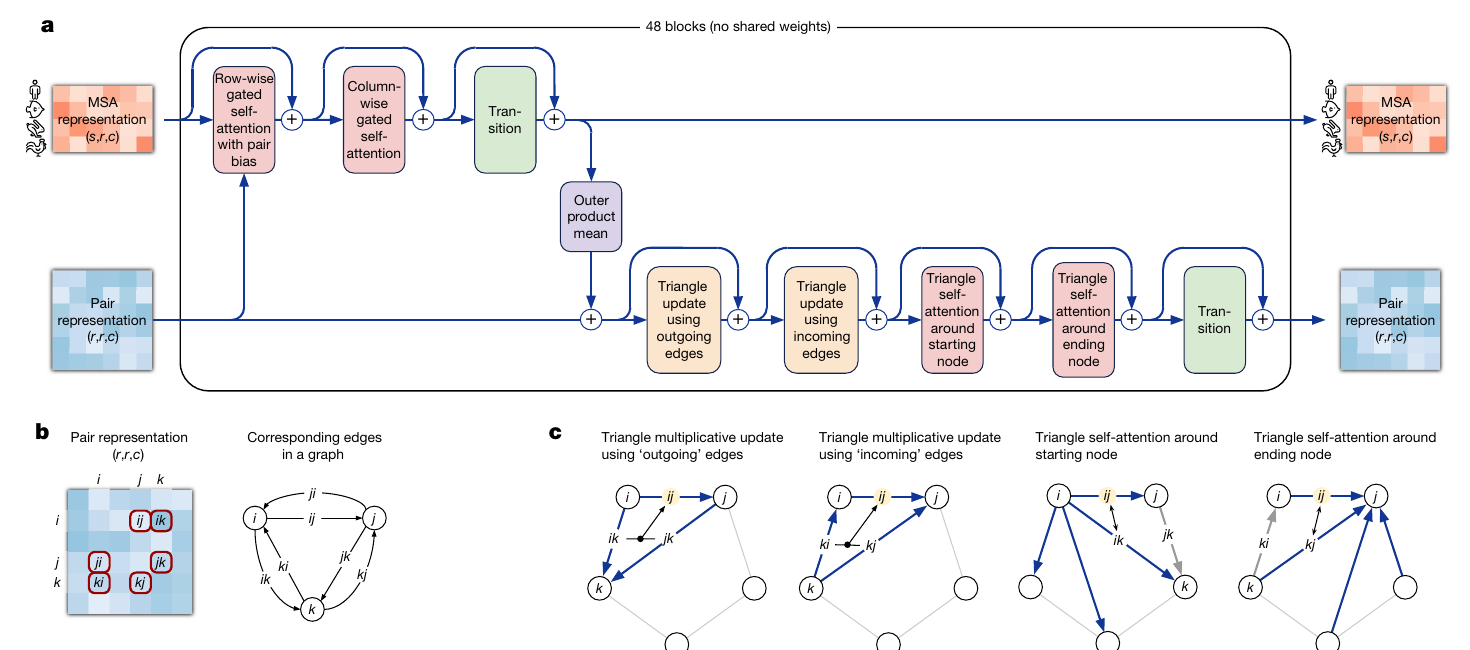 a
48 blocks (no shared weights)
MSA
representation
(s,r,c)
Row-wise
gated
self-
attention
with pair
bias
+
Column-
wise
gated
self-
attention
+
Tran-
sition
+
MSA
representation
(s,r,c)
Outer
product
mean
Pair
representation
(r,r,c)
+
Triangle
update
using
outgoing
edges
+
Triangle
update
using
incoming
edges
+
Triangle
self-
attention
around
starting
node
+
Triangle
self-
attention
around
ending
node
+
Tran-
sition
+
Pair
representation
(r,r,c)
b
Pair representation
(r,r,c)
i j k
i ij ik
j ji jk
k ki kj
Corresponding edges
in a graph
ji
i ij j
ik ki jk kj
k
c
Triangle multiplicative update
using ‘outgoing’ edges
i ij j
ik jk
k
Triangle multiplicative update
using ‘incoming’ edges
i ij j
ki kj
k
Triangle self-attention around
starting node
i ij j
ik jk
k
Triangle self-attention around
ending node
i ij j
ki kj
k